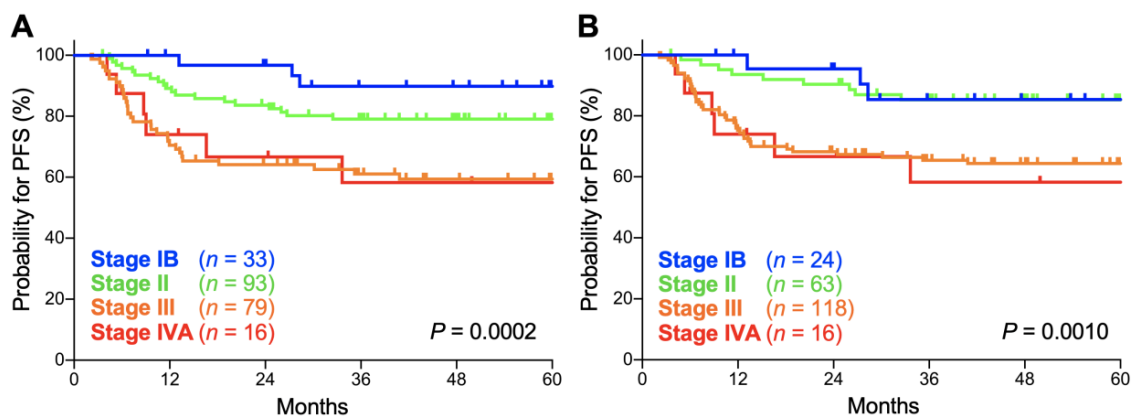 A
Probability for PFS (%)
100
80
60
40
20
0
Stage IB (n = 33)
Stage II (n = 93)
Stage III (n = 79)
Stage IVA (n = 16)
P = 0.0002
0 12 24 36 48 60
Months
B
Probability for PFS (%)
100
80
60
40
20
0
Stage IB (n = 24)
Stage II (n = 63)
Stage III (n = 118)
Stage IVA (n = 16)
P = 0.0010
0 12 24 36 48 60
Months